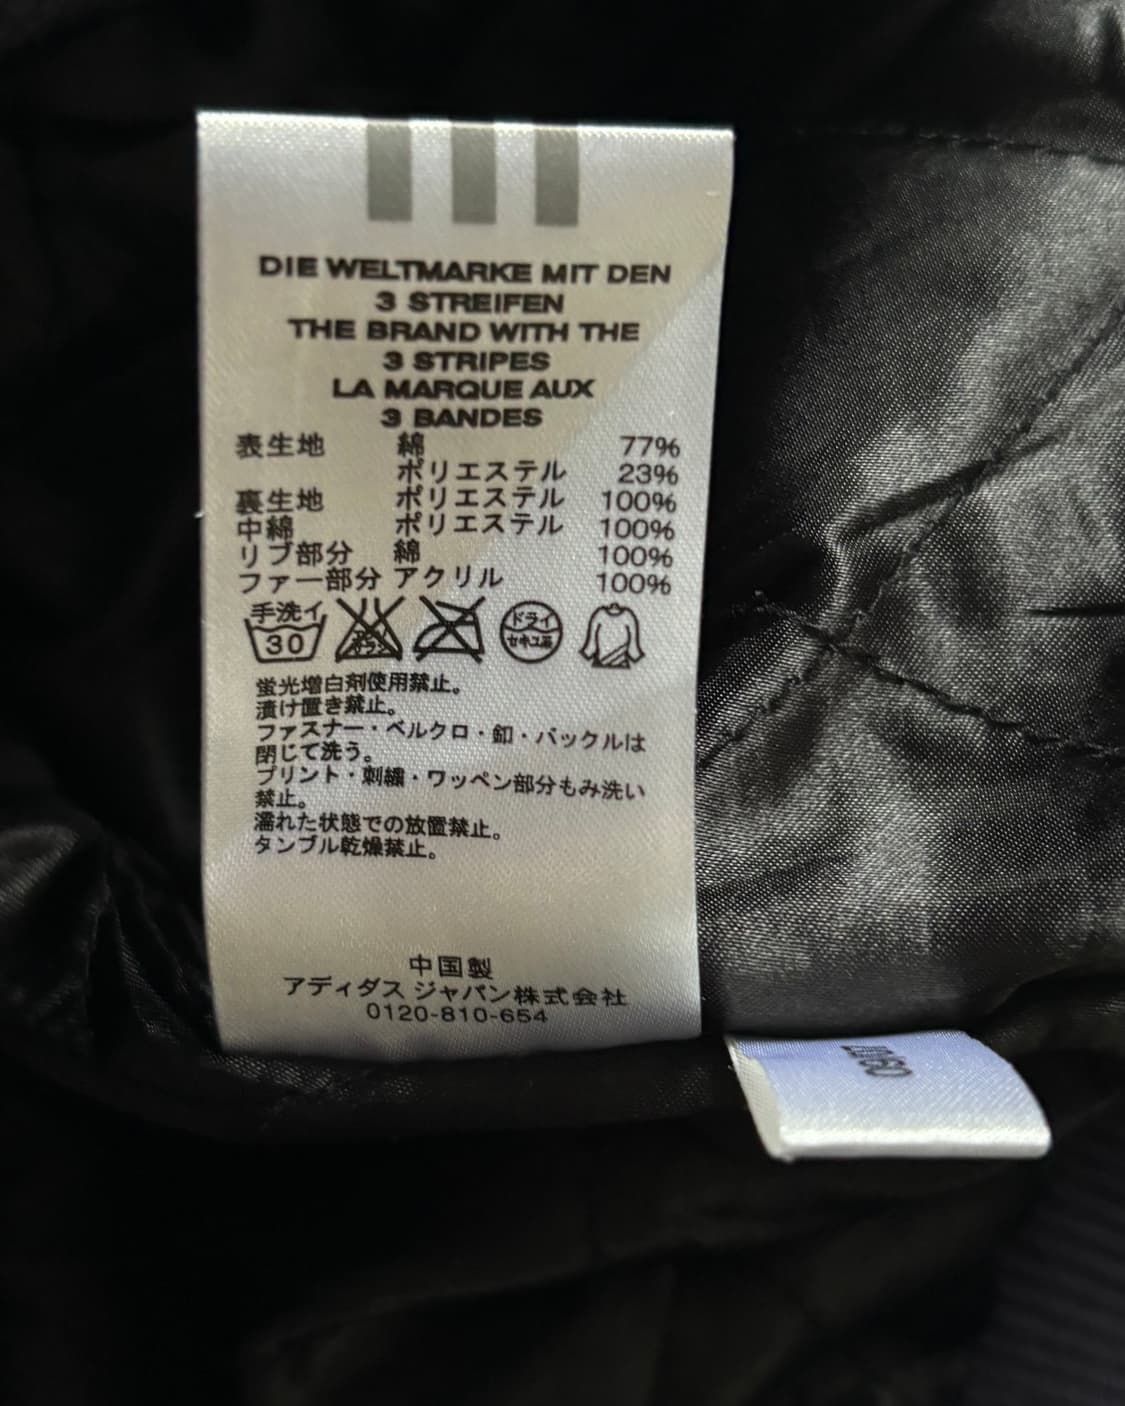 DIE WELTMARKE MIT DEN
3 STREIFEN
THE BRAND WITH THE
3 STRIPES
LA MARQUE AUX
3 BANDES
表生地 綿 77%
ポリエステル 23%
裏生地 ポリエステル 100%
中綿 ポリエステル 100%
リブ部分 綿 100%
ファー部分 アクリル 100%
手洗イ
30
ドライ
セキユ系
蛍光増白剤使用禁止。
漬け置き禁止。
ファスナー・ベルクロ・釦・バックルは
閉じて洗う。
プリント・刺繍・ワッペン部分もみ洗い
禁止。
濡れた状態での放置禁止。
タンブル乾燥禁止。
中国製
アディダス ジャパン株式会社
0120-810-654